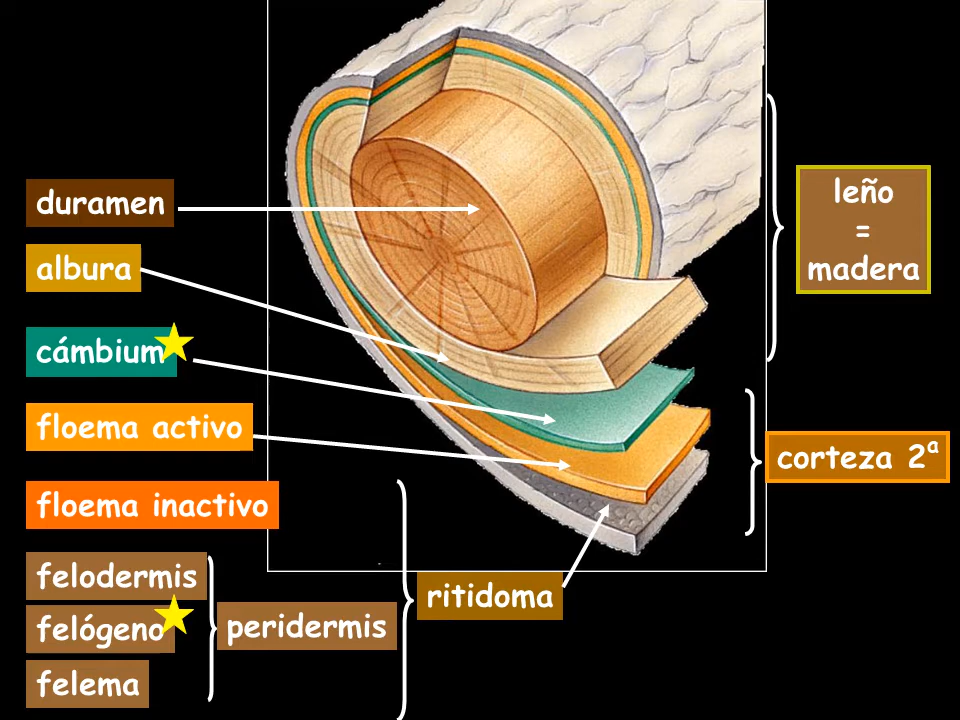 duramen
albura
cámbium
floema activo
floema inactivo
felodermis
felógeno
felema
peridermis
ritidoma
leño
=
madera
corteza 2ª